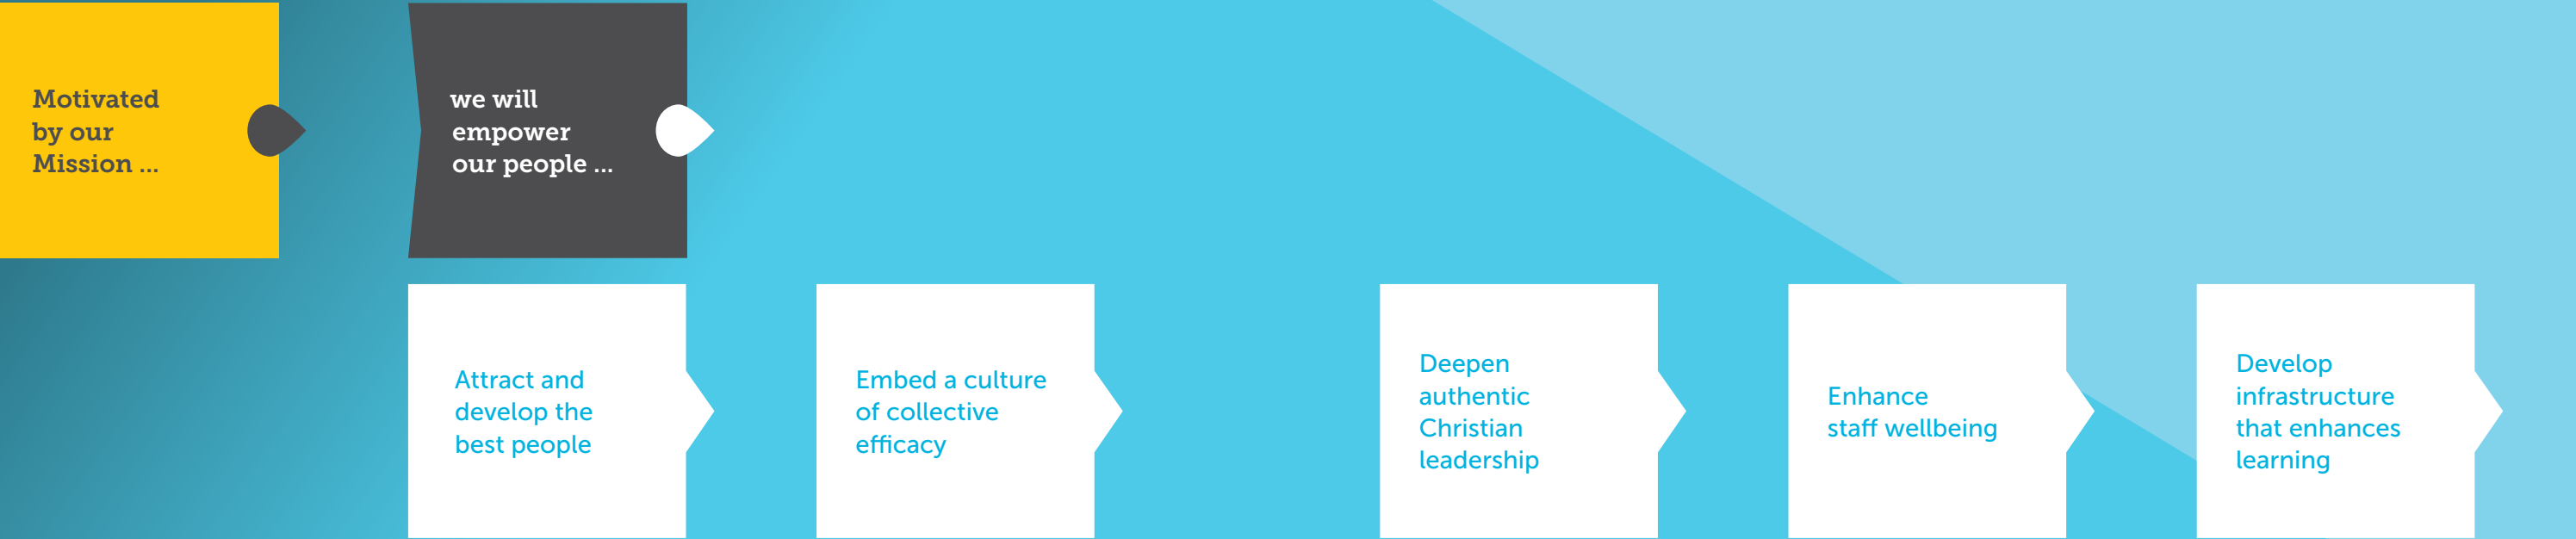 Motivated
by our
Mission ...
we will
empower
our people ...
Attract and
develop the
best people
Embed a culture
of collective
efficacy
Deepen
authentic
Christian
leadership
Enhance
staff wellbeing
Develop
infrastructure
that enhances
learning